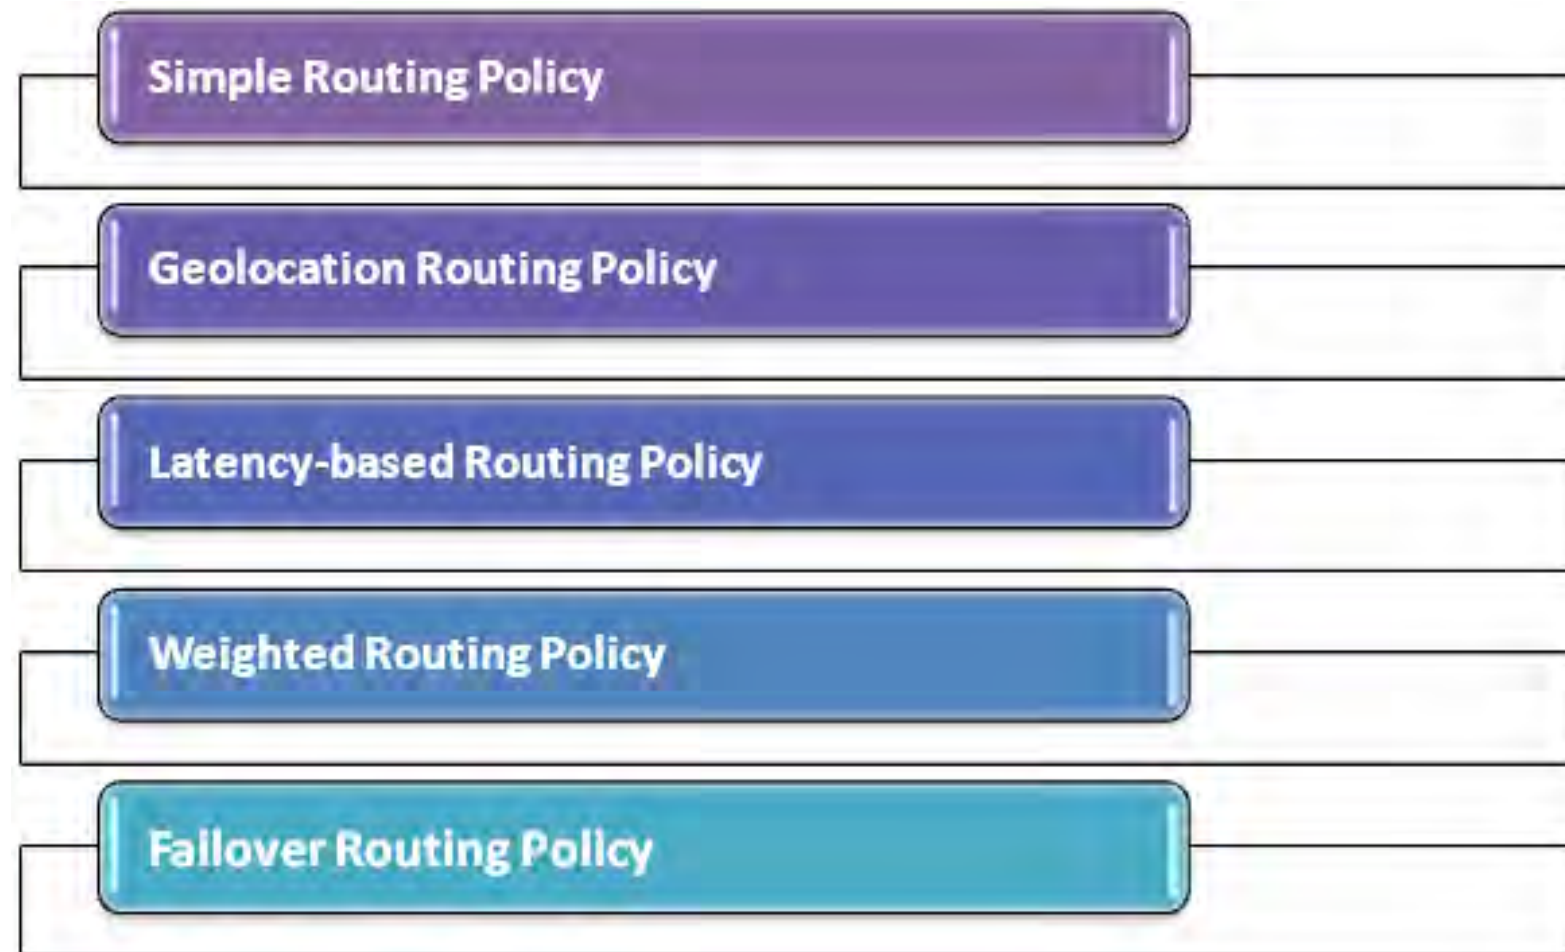 Simple Routing Policy
Geolocation Routing Policy
Latency-based Routing Policy
Weighted Routing Policy
Failover Routing Policy